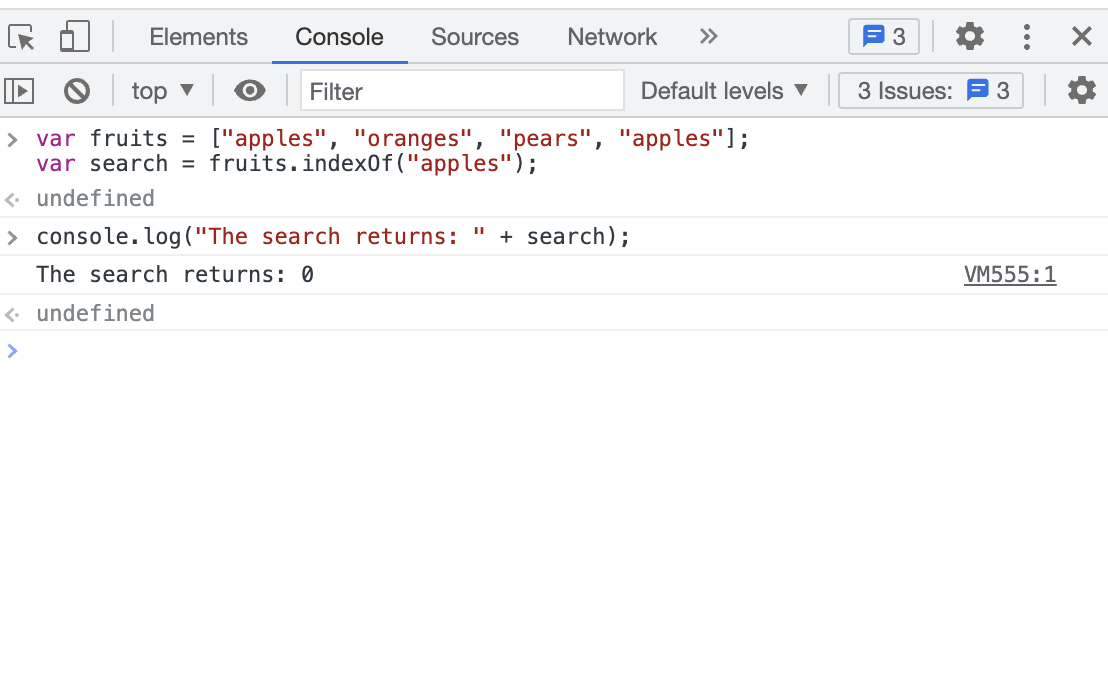 Elements Console Sources Network » 3
top ▼ Filter Default levels ▼ 3 Issues: 3
> var fruits = ["apples", "oranges", "pears", "apples"];
var search = fruits.indexOf("apples");
undefined
> console.log("The search returns: " + search);
The search returns: 0 VM555:1
undefined
>